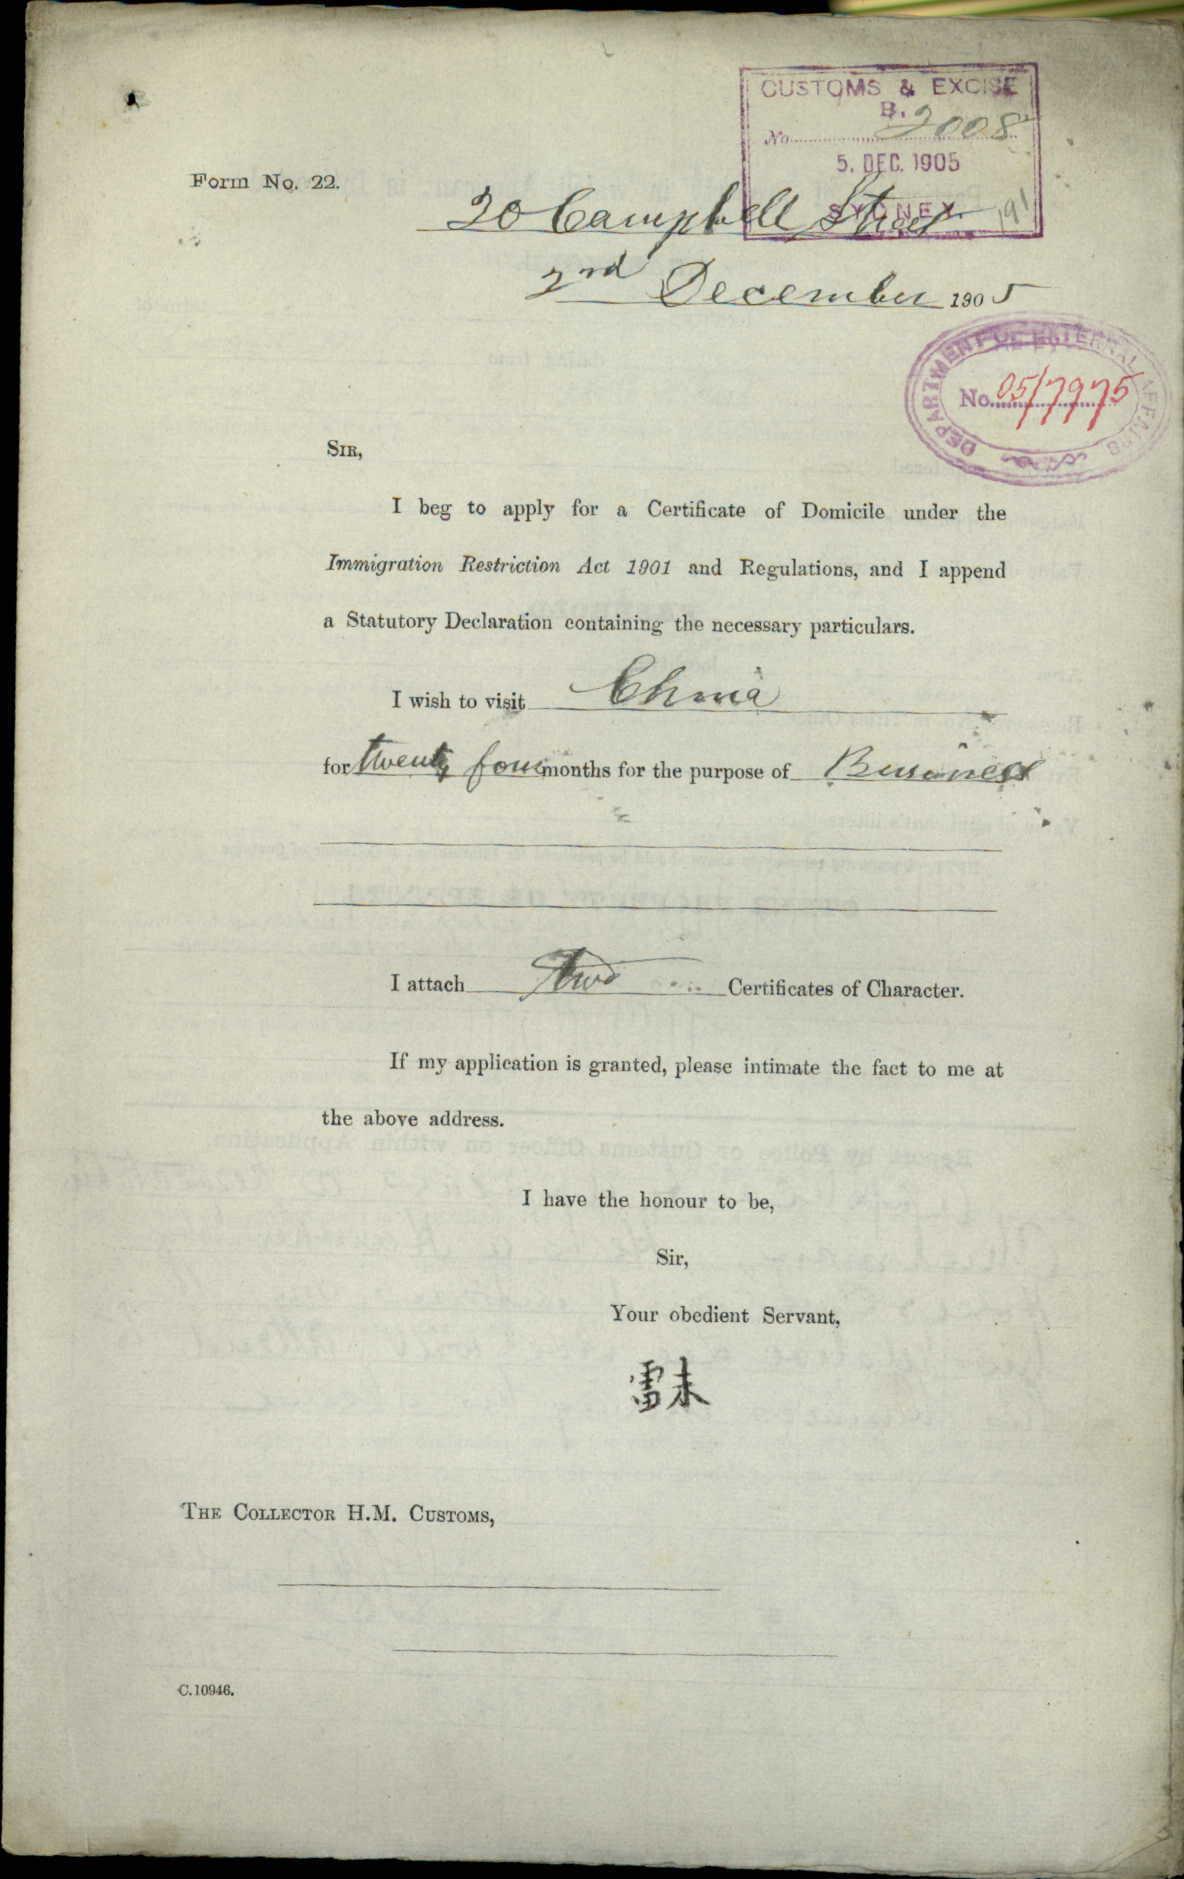 CUSTOMS & EXCISE
B.
No. 2008
5. DEC. 1905
SYDNEY.
191
Form No. 22.
20 Campbell Street
2nd December 1905
DEPARTMENT OF EXTERNAL AFFAIRS
No. 05/7975
SIR,
I beg to apply for a Certificate of Domicile under the
Immigration Restriction Act 1901 and Regulations, and I append
a Statutory Declaration containing the necessary particulars.
I wish to visit China
for twenty four months for the purpose of Business
I attach two Certificates of Character.
If my application is granted, please intimate the fact to me at
the above address.
I have the honour to be,
Sir,
Your obedient Servant,
雷未
THE COLLECTOR H.M. CUSTOMS,
C.10946.